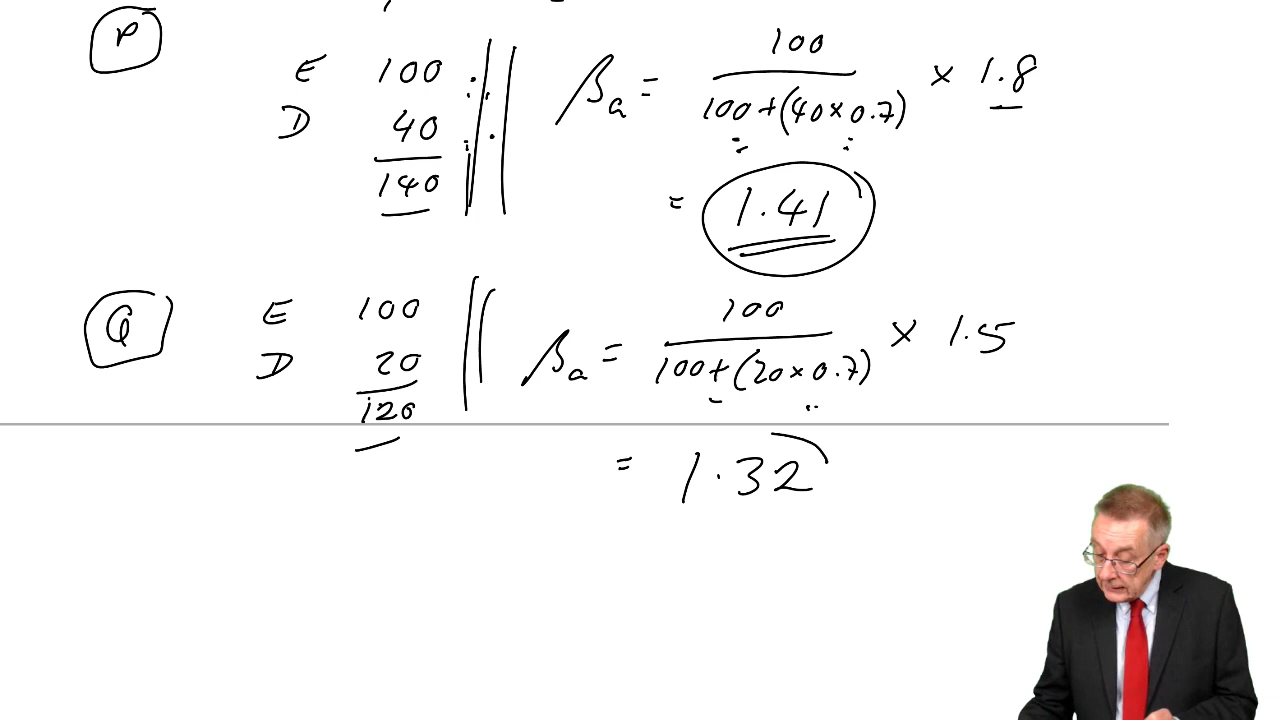 P
E 100
D 40
140
βa = 100 / 100+(40×0.7) × 1.8
= 1.41
Q
E 100
D 20
120
βa = 100 / 100+(20×0.7) × 1.5
= 1.32